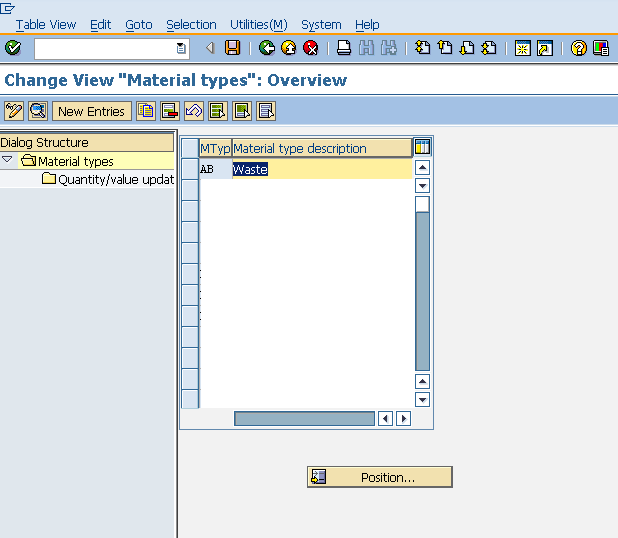 Table View Edit Goto Selection Utilities(M) System Help
Change View "Material types": Overview
New Entries
Dialog Structure
Material types
Quantity/value updat
MTyp Material type description
AB Waste
Position...